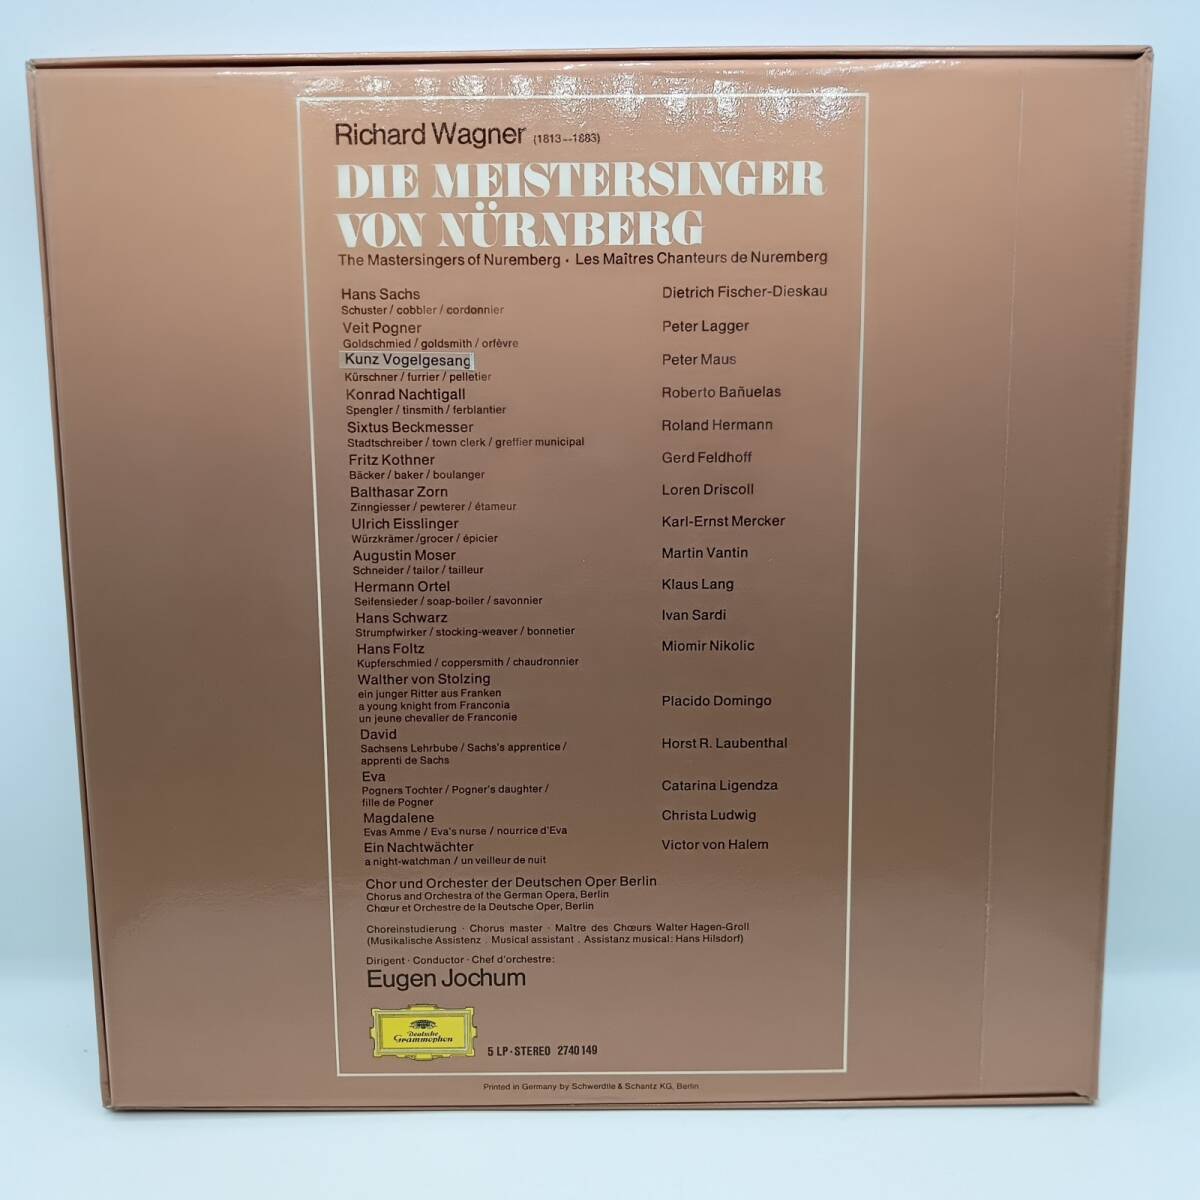 Richard Wagner (1813--1883)
DIE MEISTERSINGER
VON NÜRNBERG
The Mastersingers of Nuremberg · Les Maîtres Chanteurs de Nuremberg
Hans Sachs Dietrich Fischer-Dieskau
Schuster / cobbler / cordonnier
Veit Pogner Peter Lagger
Goldschmied / goldsmith / orfèvre
Kunz Vogelgesang Peter Maus
Kürschner / furrier / pelletier
Konrad Nachtigall Roberto Bañuelas
Spengler / tinsmith / ferblantier
Sixtus Beckmesser Roland Hermann
Stadtschreiber / town clerk / greffier municipal
Fritz Kothner Gerd Feldhoff
Bäcker / baker / boulanger
Balthasar Zorn Loren Driscoll
Zinngiesser / pewterer / étameur
Ulrich Eisslinger Karl-Ernst Mercker
Würzkrämer /grocer / épicier
Augustin Moser Martin Vantin
Schneider / tailor / tailleur
Hermann Ortel Klaus Lang
Seifensieder / soap-boiler / savonnier
Hans Schwarz Ivan Sardi
Strumpfwirker / stocking-weaver / bonnetier
Hans Foltz Miomir Nikolic
Kupferschmied / coppersmith / chaudronnier
Walther von Stolzing
ein junger Ritter aus Franken
a young knight from Franconia Placido Domingo
un jeune chevalier de Franconie
David
Sachsens Lehrbube / Sachs's apprentice / Horst R. Laubenthal
apprenti de Sachs
Eva
Pogners Tochter / Pogner's daughter / Catarina Ligendza
fille de Pogner
Magdalene Christa Ludwig
Evas Amme / Eva's nurse / nourrice d'Eva
Ein Nachtwächter Victor von Halem
a night-watchman / un veilleur de nuit
Chor und Orchester der Deutschen Oper Berlin
Chorus and Orchestra of the German Opera, Berlin
Chœur et Orchestre de la Deutsche Oper, Berlin
Choreinstudierung · Chorus master · Maître des Chœurs Walter Hagen-Groll
(Musikalische Assistenz . Musical assistant . Assistanz musical: Hans Hilsdorf)
Dirigent · Conductor · Chef d'orchestre:
Eugen Jochum
Deutsche
Grammophon
5 LP · STEREO 2740 149
Printed in Germany by Schwerdtle & Schantz KG, Berlin